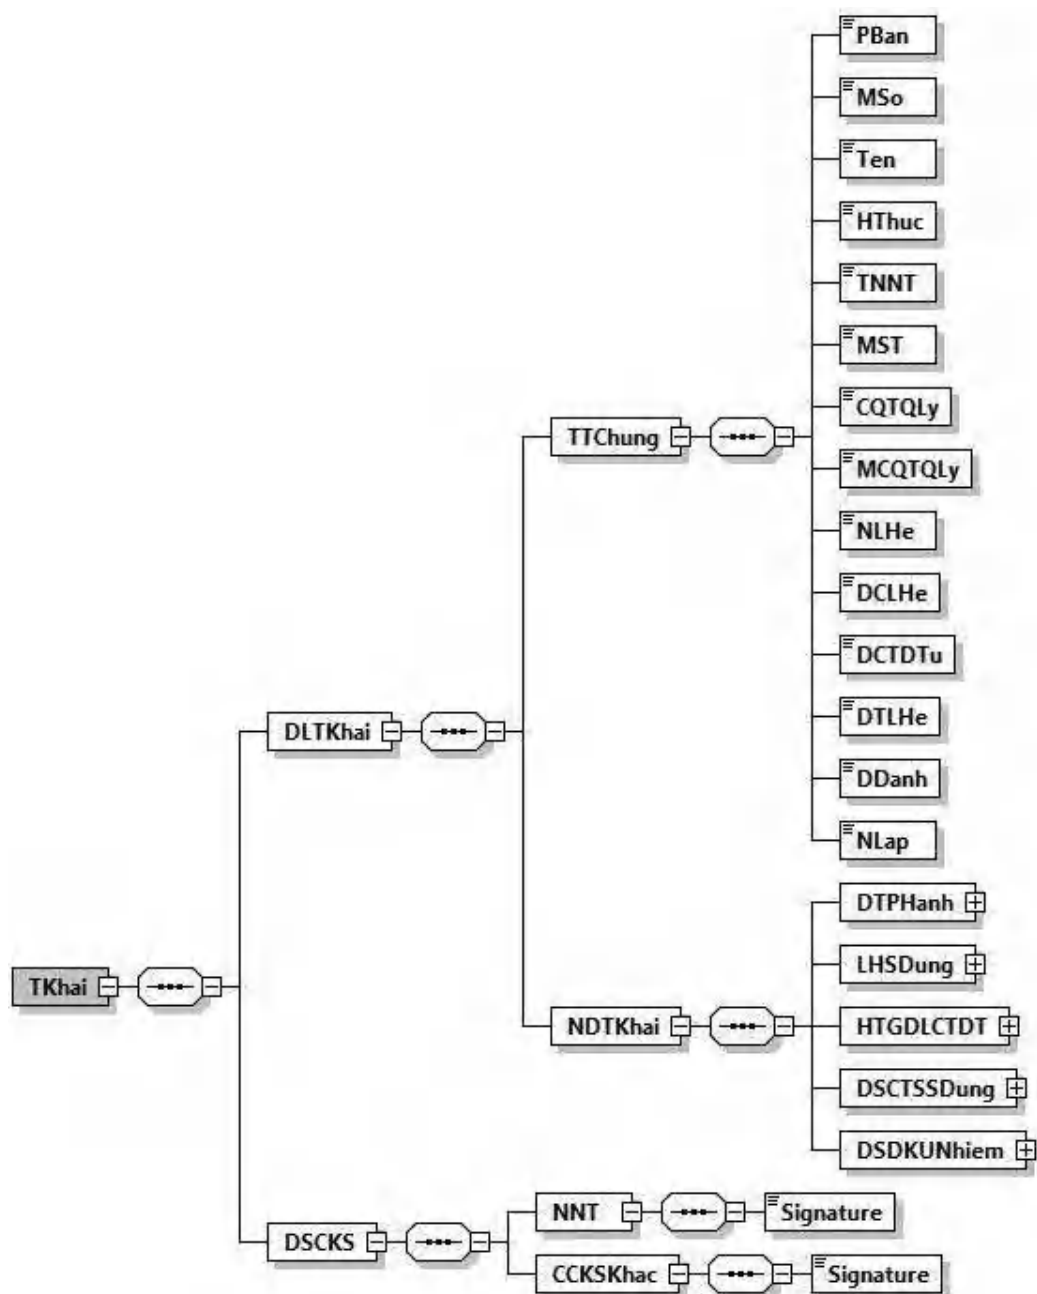 PBan
MSo
Ten
HThuc
TNNT
MST
CQTQLy
TTChung
MCQTQLy
NLHe
DCLHe
DCTDTu
DTLHe
DLTKhai
DDanh
NLap
DTPHanh
LHSDung
TKhai
NDTKhai
HTGDLCTDT
DSCTSSDung
DSDKUNhiem
NNT
Signature
DSCKS
CCKSKhac
Signature